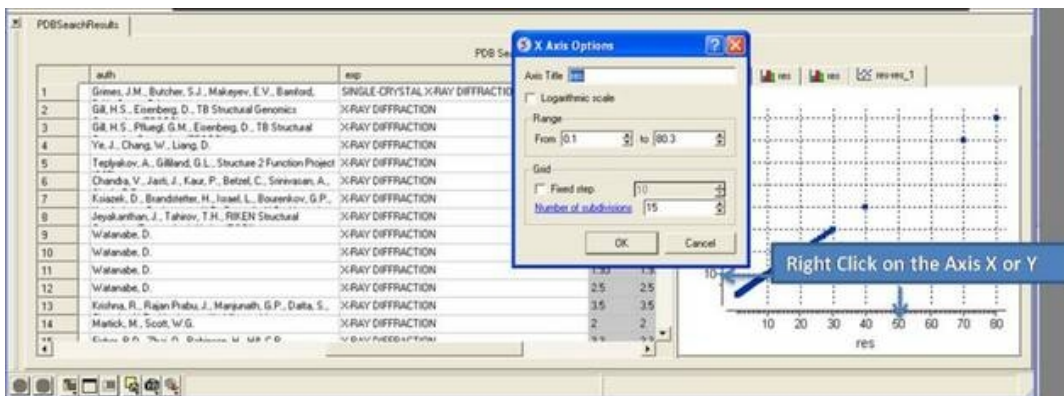 PDBSearchResults
PDB Se
X Axis Options
auth
exp
Axis Title res
Logarithmic scale
Range
From 0.1 to 80.3
Grid
Fixed step 10
Number of subdivisions 15
OK Cancel
res
res
res-res_1
1 Grimes, J.M., Butcher, S.J., Makeyev, E.V., Bamford, SINGLE-CRYSTAL X-RAY DIFFRACTIO
2 Gill, H.S., Eisenberg, D., TB Structural Genomics X-RAY DIFFRACTION
3 Gill, H.S., Pfluegl, G.M., Eisenberg, D., TB Structural X-RAY DIFFRACTION
4 Ye, J., Chang, W., Liang, D. X-RAY DIFFRACTION
5 Teplyakov, A., Gilliland, G.L., Structure 2 Function Project X-RAY DIFFRACTION
6 Chandra, V., Jasti, J., Kaur, P., Betzel, C., Srinivasan, A., X-RAY DIFFRACTION
7 Ksiazek, D., Brandstetter, H., Israel, L., Bourenkov, G.P., X-RAY DIFFRACTION
8 Jeyakanthan, J., Tahirov, T.H., RIKEN Structural X-RAY DIFFRACTION
9 Watanabe, D. X-RAY DIFFRACTION
10 Watanabe, D. X-RAY DIFFRACTION
11 Watanabe, D. X-RAY DIFFRACTION
12 Watanabe, D. X-RAY DIFFRACTION 2.5 2.5
13 Krishna, R., Rajan Prabu, J., Manjunath, G.P., Datta, S., X-RAY DIFFRACTION 3.5 3.5
14 Martick, M., Scott, W.G. X-RAY DIFFRACTION 2 2
Right Click on the Axis X or Y
10
10 20 30 40 50 60 70 80
res